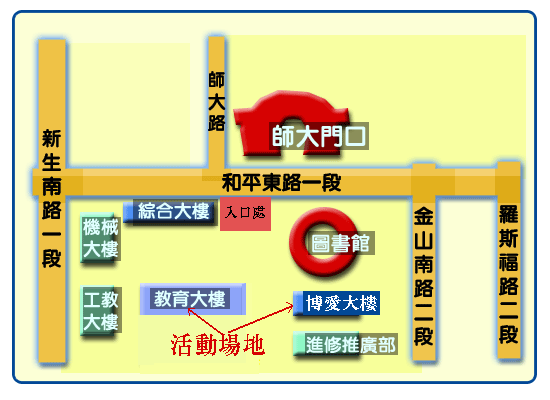 師大路
新生南路一段
師大門口
和平東路一段
綜合大樓
入口處
機械
大樓
圖書館
金山南路二段
羅斯福路二段
工教
大樓
教育大樓
博愛大樓
活動場地
進修推廣部